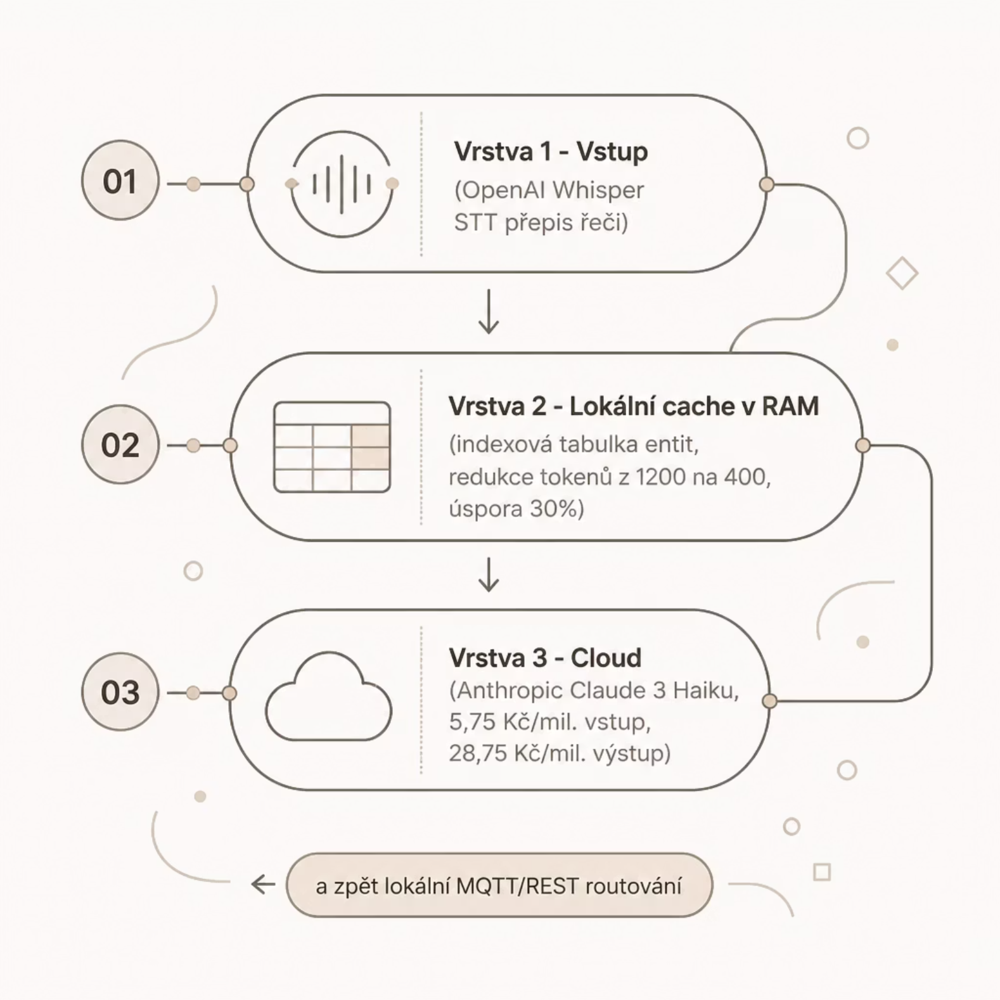 01
Vrstva 1 - Vstup
(OpenAI Whisper
STT přepis řeči)
02
Vrstva 2 - Lokální cache v RAM
(indexová tabulka entit,
redukce tokenů z 1200 na 400,
úspora 30%)
03
Vrstva 3 - Cloud
(Anthropic Claude 3 Haiku,
5,75 Kč/mil. vstup,
28,75 Kč/mil. výstup)
a zpět lokální MQTT/REST routování